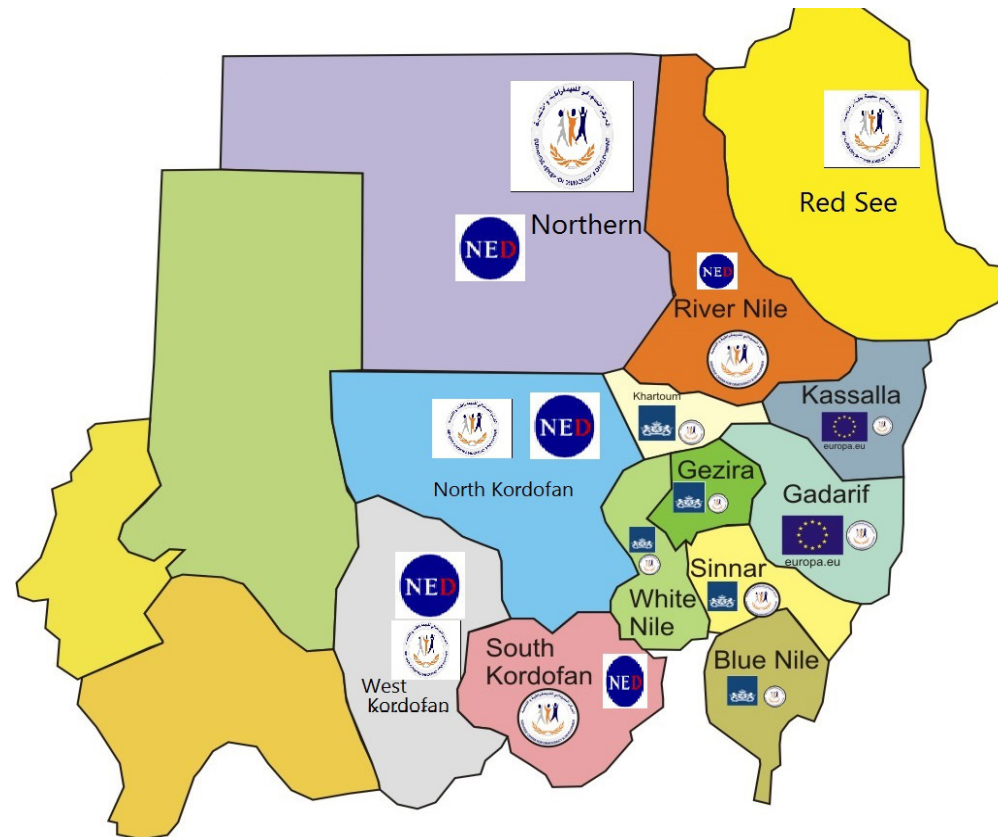 Northern
NED
Red See
NED
River Nile
Khartoum
Kassalla
europa.eu
NED
North Kordofan
Gezira
Gadarif
europa.eu
NED
Sinnar
White
Nile
South
Kordofan
NED
West
Kordofan
Blue Nile